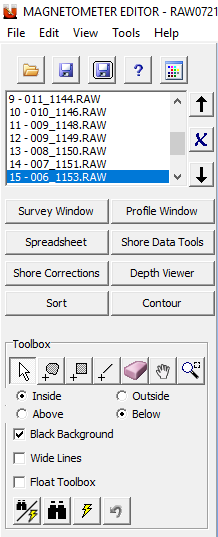 MAGNETOMETER EDITOR - RAW0721
File Edit View Tools Help
9 - 011_1144.RAW
10 - 010_1146.RAW
11 - 009_1148.RAW
12 - 009_1149.RAW
13 - 008_1150.RAW
14 - 007_1151.RAW
15 - 006_1153.RAW
Survey Window Profile Window
Spreadsheet Shore Data Tools
Shore Corrections Depth Viewer
Sort Contour
Toolbox
Inside Outside
Above Below
Black Background
Wide Lines
Float Toolbox